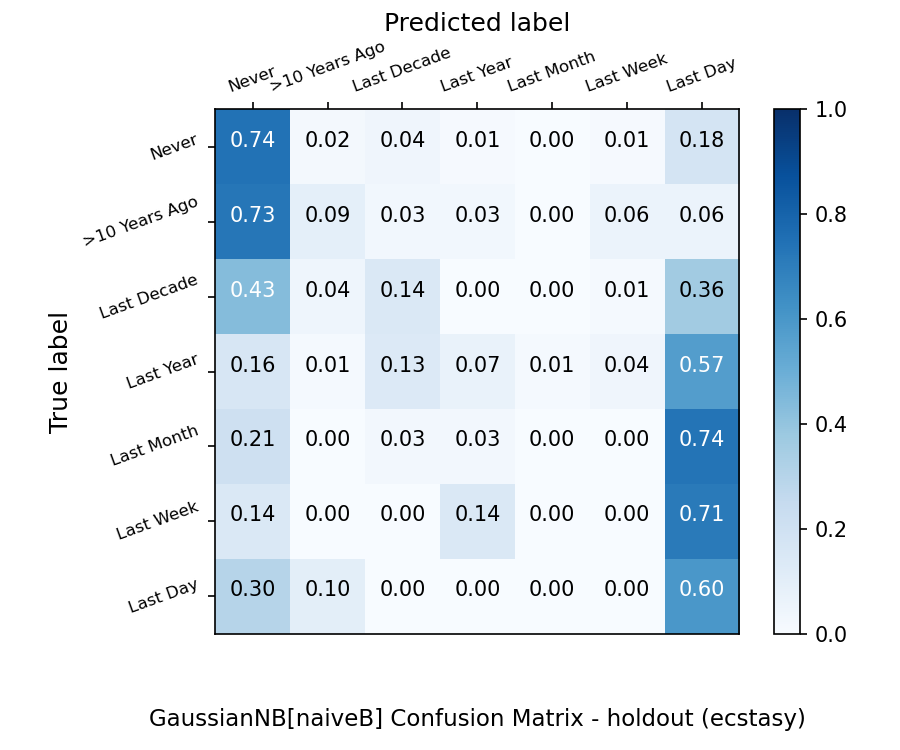 Predicted label
Never >10 Years Ago Last Decade Last Year Last Month Last Week Last Day
True label
Never 0.74 0.02 0.04 0.01 0.00 0.01 0.18
>10 Years Ago 0.73 0.09 0.03 0.03 0.00 0.06 0.06
Last Decade 0.43 0.04 0.14 0.00 0.00 0.01 0.36
Last Year 0.16 0.01 0.13 0.07 0.01 0.04 0.57
Last Month 0.21 0.00 0.03 0.03 0.00 0.00 0.74
Last Week 0.14 0.00 0.00 0.14 0.00 0.00 0.71
Last Day 0.30 0.10 0.00 0.00 0.00 0.00 0.60
1.0
0.8
0.6
0.4
0.2
0.0
GaussianNB[naiveB] Confusion Matrix - holdout (ecstasy)